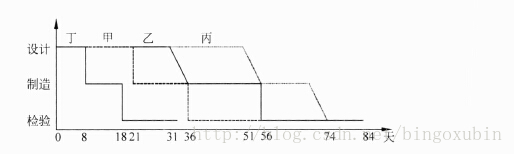 丁 甲 乙 丙
设计
制造
检验
0 8 18 21 31 36 51 56 74 84 天
http://blog.csdn.net/bingoxubin